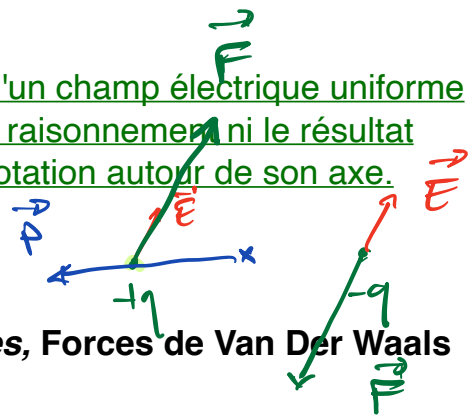 F
'un champ électrique uniforme
raisonnement ni le résultat
otation autour de son axe.
P E E
+q -q
es, Forces de Van Der Waals
F